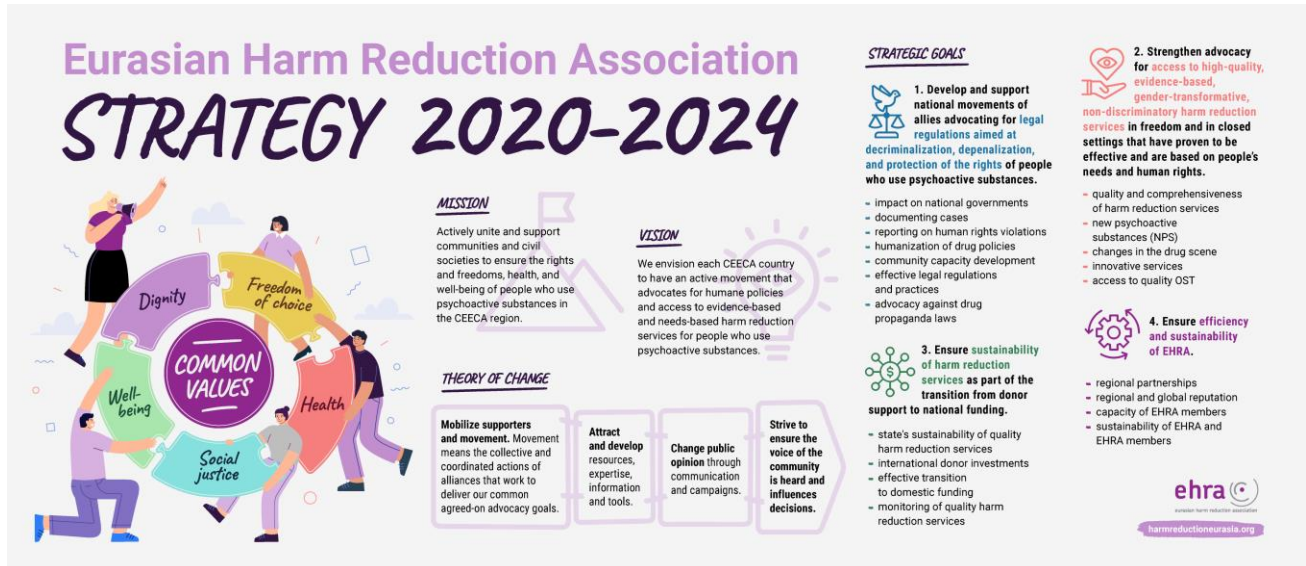 Eurasian Harm Reduction Association
STRATEGY 2020-2024
Dignity
Freedom
of choice
COMMON
VALUES
Well-
being
Health
Social
justice
MISSION
Actively unite and support
communities and civil
societies to ensure the rights
and freedoms, health, and
well-being of people who use
psychoactive substances in
the CEECA region.
VISION
We envision each CEECA country
to have an active movement that
advocates for humane policies
and access to evidence-based
and needs-based harm reduction
services for people who use
psychoactive substances.
THEORY OF CHANGE
Mobilize supporters
and movement. Movement
means the collective and
coordinated actions of
alliances that work to
deliver our common
agreed-on advocacy goals.
Attract
and develop
resources,
expertise,
information
and tools.
Change public
opinion through
communication
and campaigns.
Strive to
ensure the
voice of the
community
is heard and
influences
decisions.
STRATEGIC GOALS
1. Develop and support
national movements of
allies advocating for legal
regulations aimed at
decriminalization, depenalization,
and protection of the rights of people
who use psychoactive substances.
- impact on national governments
- documenting cases
- reporting on human rights violations
- humanization of drug policies
- community capacity development
- effective legal regulations
and practices
- advocacy against drug
propaganda laws
2. Strengthen advocacy
for access to high-quality,
evidence-based,
gender-transformative,
non-discriminatory harm reduction
services in freedom and in closed
settings that have proven to be
effective and are based on people's
needs and human rights.
- quality and comprehensiveness
of harm reduction services
- new psychoactive
substances (NPS)
- changes in the drug scene
- innovative services
- access to quality OST
3. Ensure sustainability
of harm reduction
services as part of the
transition from donor
support to national funding.
- state's sustainability of quality
harm reduction services
- international donor investments
- effective transition
to domestic funding
- monitoring of quality harm
reduction services
4. Ensure efficiency
and sustainability
of EHRA.
- regional partnerships
- regional and global reputation
- capacity of EHRA members
- sustainability of EHRA and
EHRA members
ehra
eurasian harm reduction association
harmreductioneurasia.org